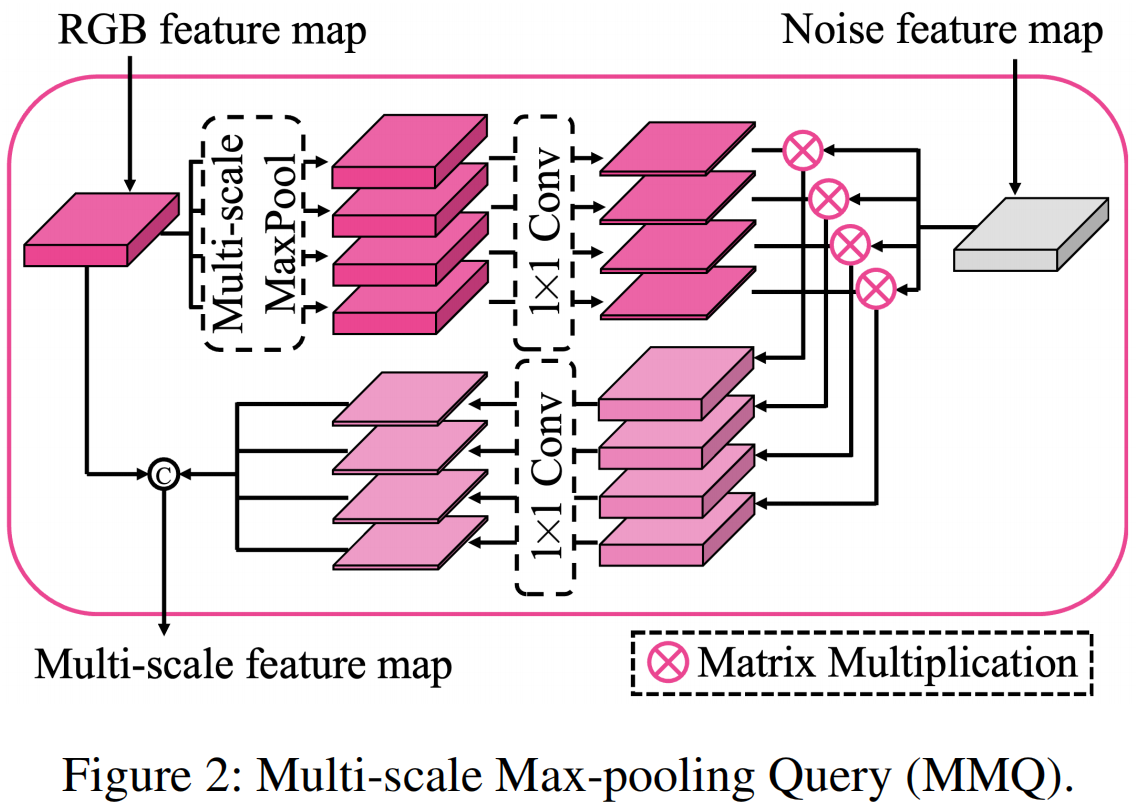 RGB feature map
Noise feature map
Multi-scale
MaxPool
1×1 Conv
1×1 Conv
C
Multi-scale feature map
Matrix Multiplication
Figure 2: Multi-scale Max-pooling Query (MMQ).